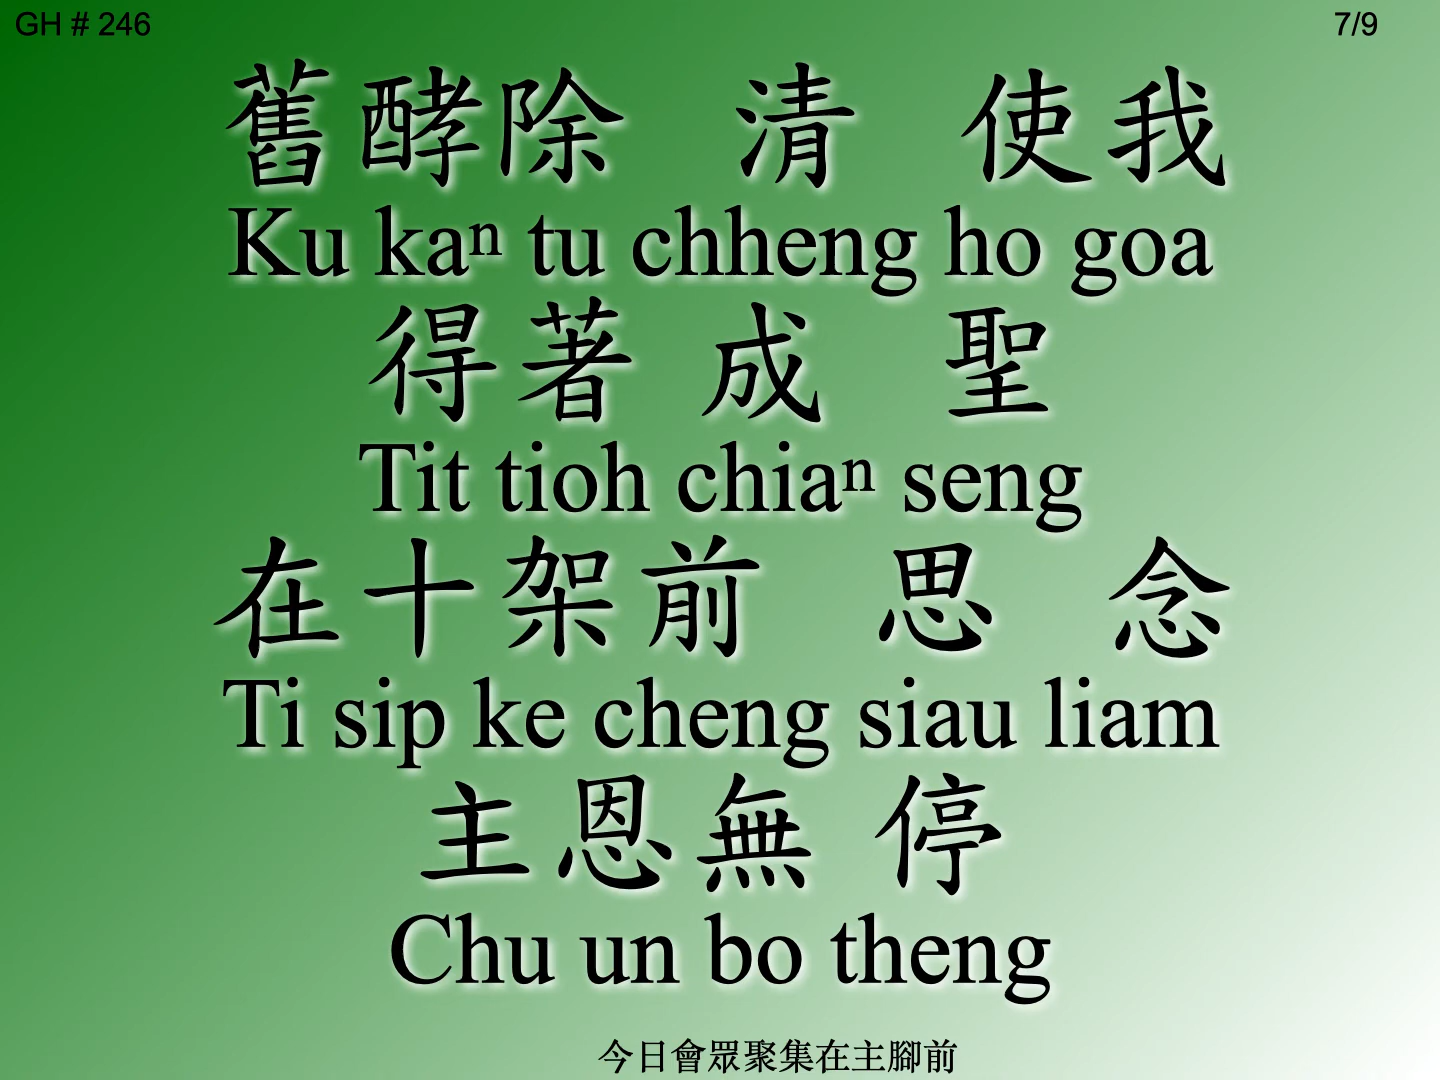 GH # 246
7/9
舊酵除 清 使我
Ku kaⁿ tu chheng ho goa
得著 成 聖
Tit tioh chiaⁿ seng
在十架前 思 念
Ti sip ke cheng siau liam
主恩無 停
Chu un bo theng
今日會眾聚集在主腳前